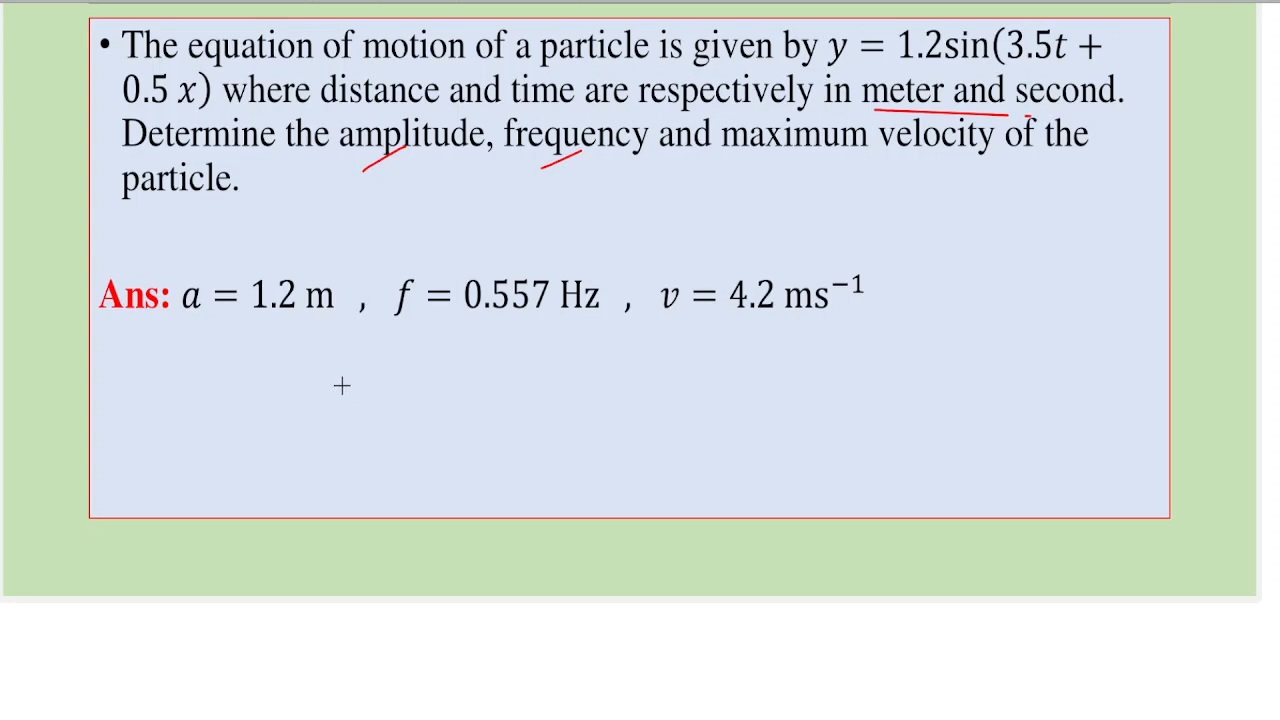 • The equation of motion of a particle is given by 𝑦 = 1.2sin(3.5𝑡 +
0.5 𝑥) where distance and time are respectively in meter and second.
Determine the amplitude, frequency and maximum velocity of the
particle.
Ans: 𝑎 = 1.2 m , 𝑓 = 0.557 Hz , 𝑣 = 4.2 ms⁻¹